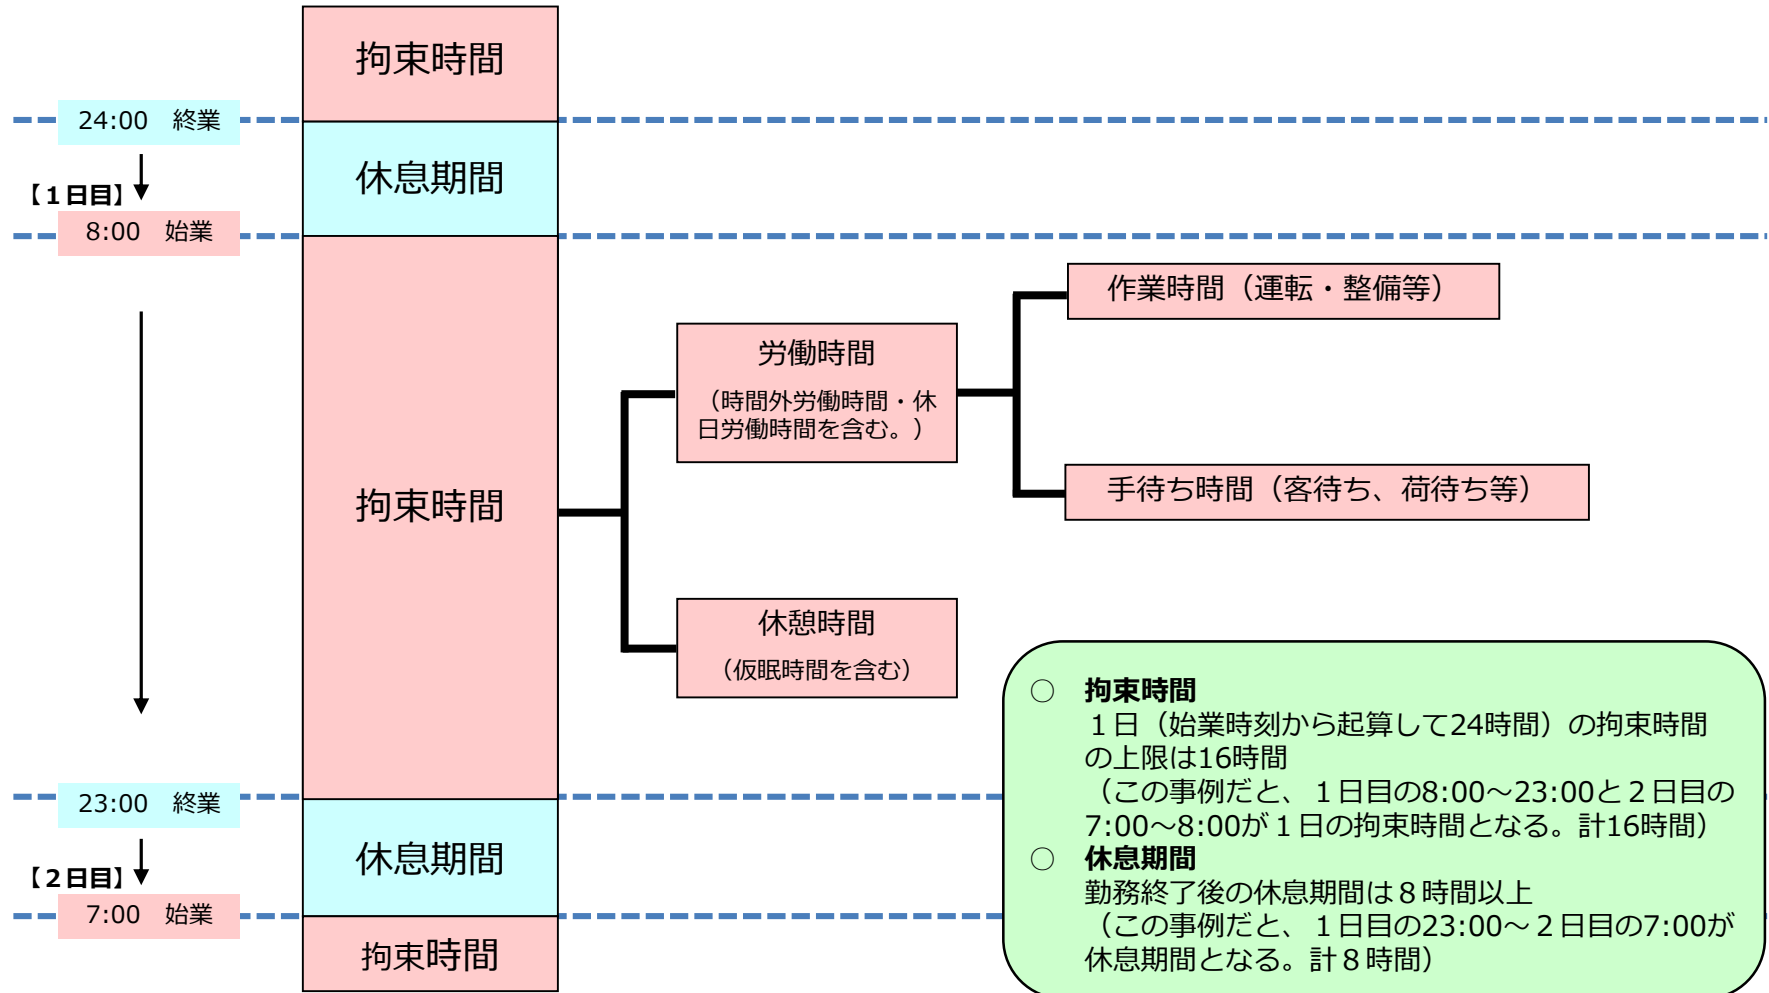 拘束時間
24:00　終業
休息期間
【１日目】
8:00　始業
作業時間（運転・整備等）
労働時間
（時間外労働時間・休
日労働時間を含む。）
拘束時間
手待ち時間（客待ち、荷待ち等）
休憩時間
（仮眠時間を含む）
23:00　終業
休息期間
【２日目】
7:00　始業
拘束時間
○　拘束時間
１日（始業時刻から起算して24時間）の拘束時間
の上限は16時間
（この事例だと、１日目の8:00～23:00と２日目の
7:00～8:00が１日の拘束時間となる。計16時間）
○　休息期間
勤務終了後の休息期間は８時間以上
（この事例だと、１日目の23:00～２日目の7:00が
休息期間となる。計８時間）